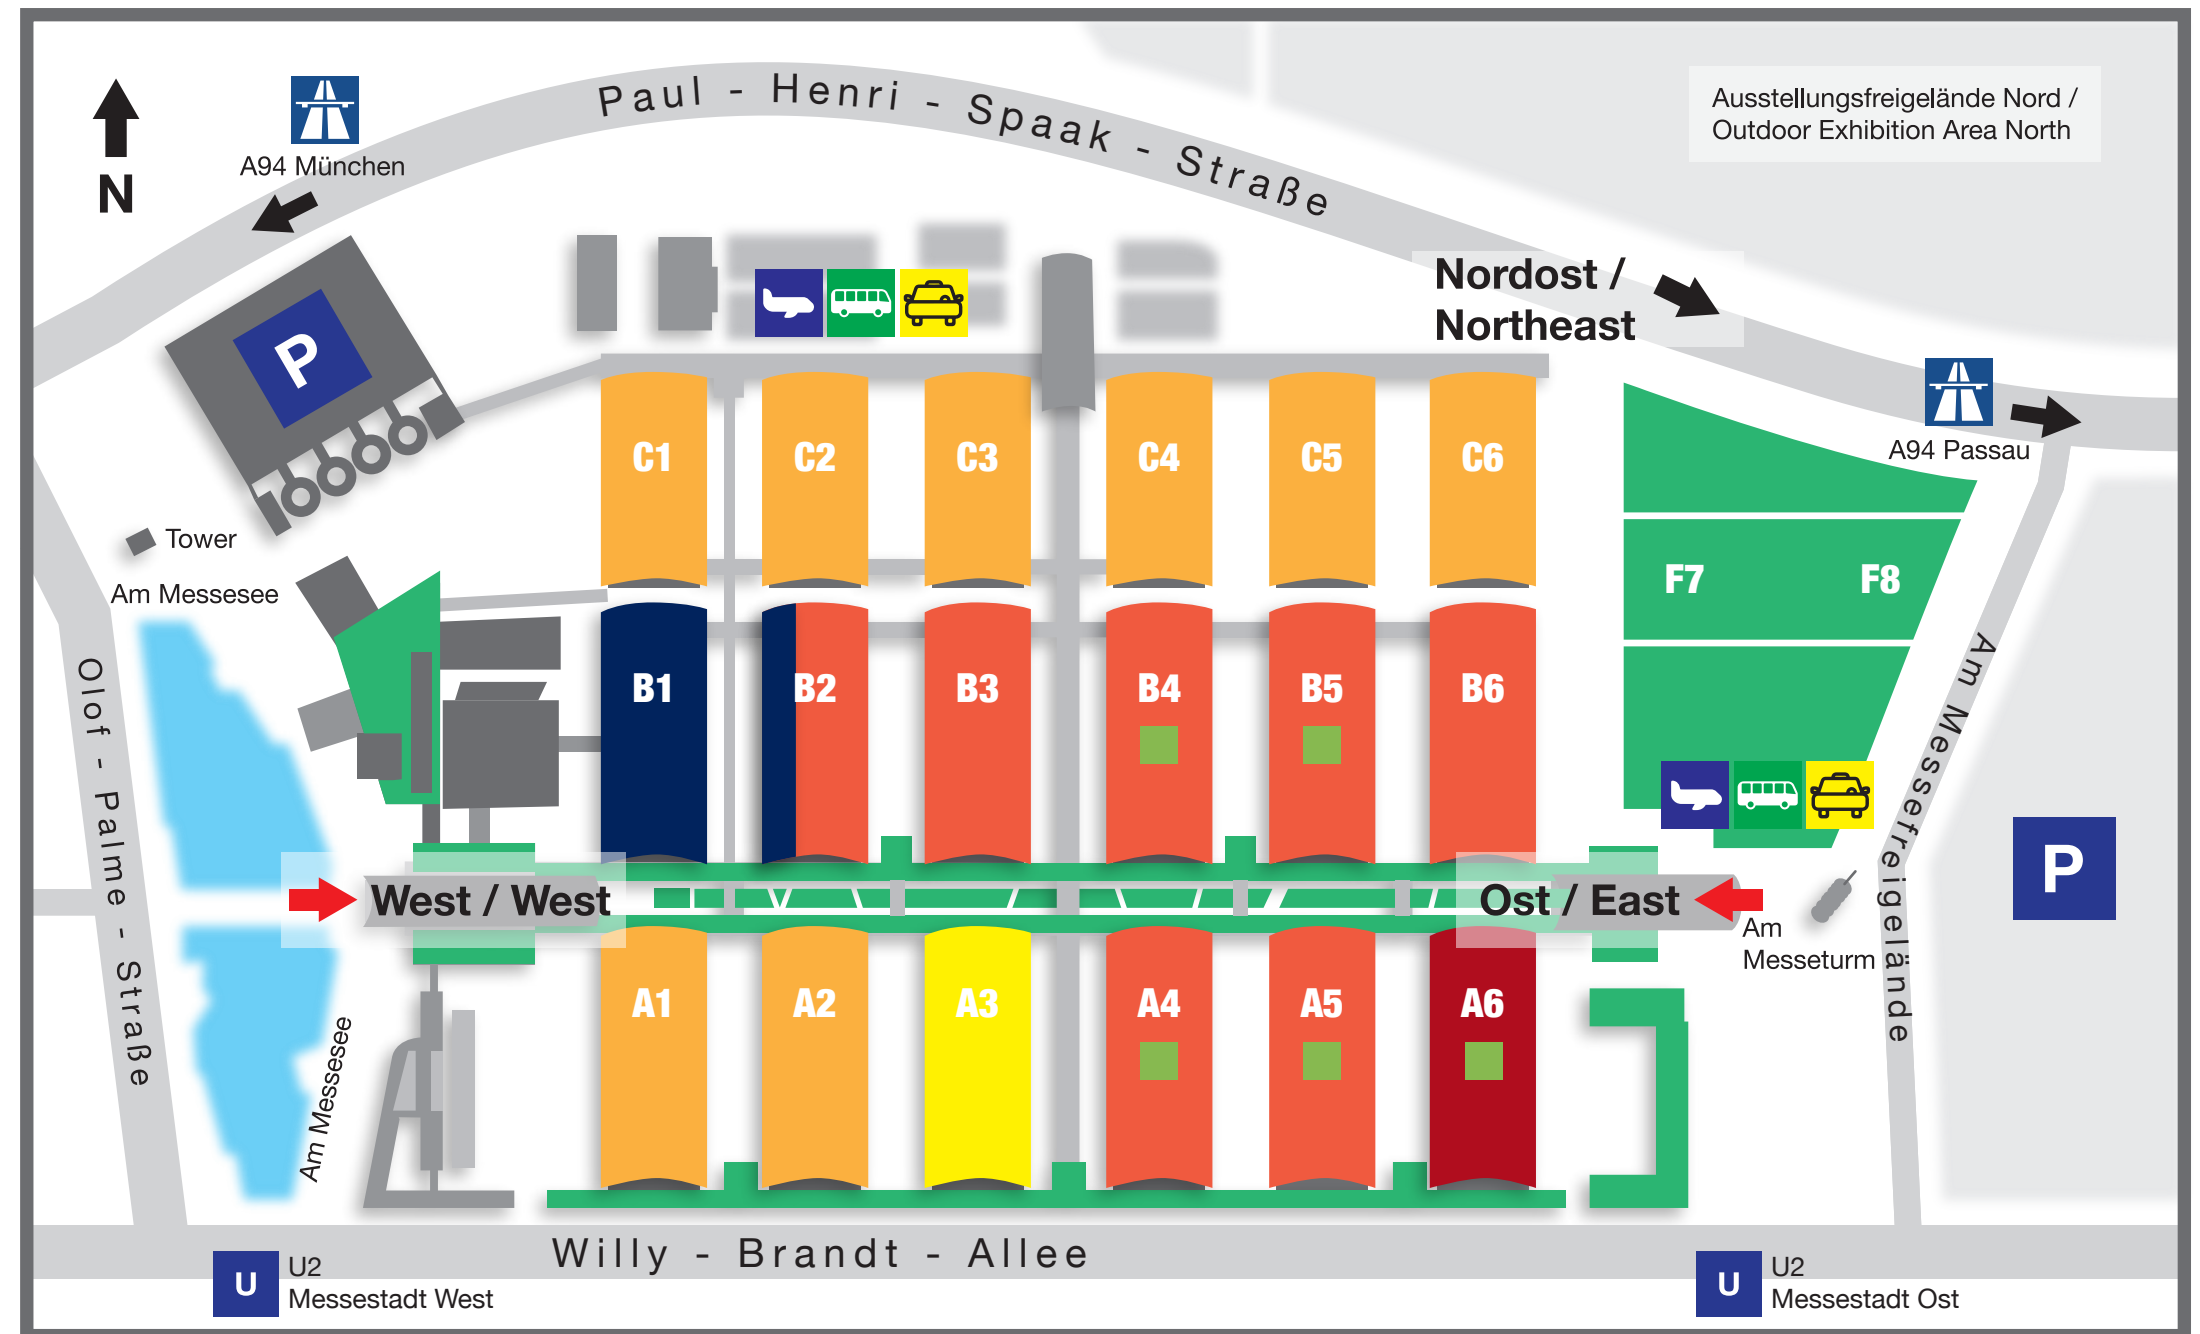 N
A94 München
Paul - Henri - Spaak - Straße
Ausstellungsfreigelände Nord /
Outdoor Exhibition Area North
Nordost /
Northeast
P
A94 Passau
C1
C2
C3
C4
C5
C6
Tower
Am Messesee
F7
F8
Olof - Palme - Straße
B1
B2
B3
B4
B5
B6
Am Messefreigelände
P
West / West
Ost / East
Am
Messeturm
A1
A2
A3
A4
A5
A6
Am Messesee
Willy - Brandt - Allee
U
U2
Messestadt West
U
U2
Messestadt Ost